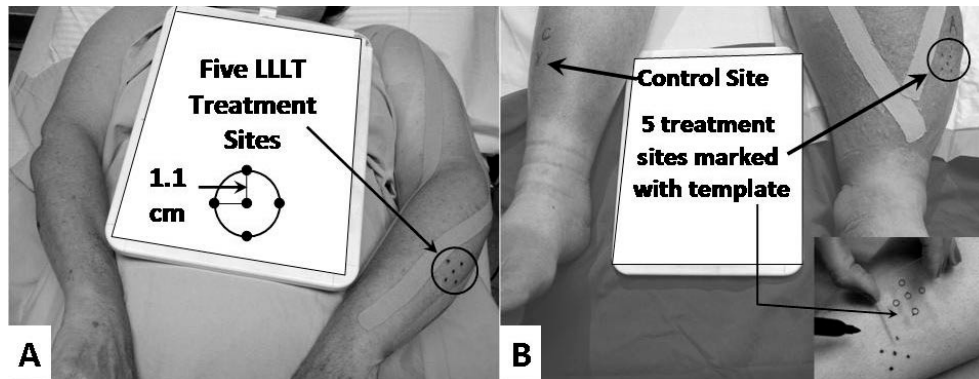 Five LLLT
Treatment
Sites
1.1
cm
A
C
Control Site
A
5 treatment
sites marked
with template
B